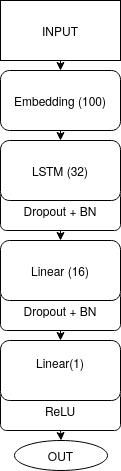 INPUT
Embedding (100)
LSTM (32)
Dropout + BN
Linear (16)
Dropout + BN
Linear(1)
ReLU
OUT